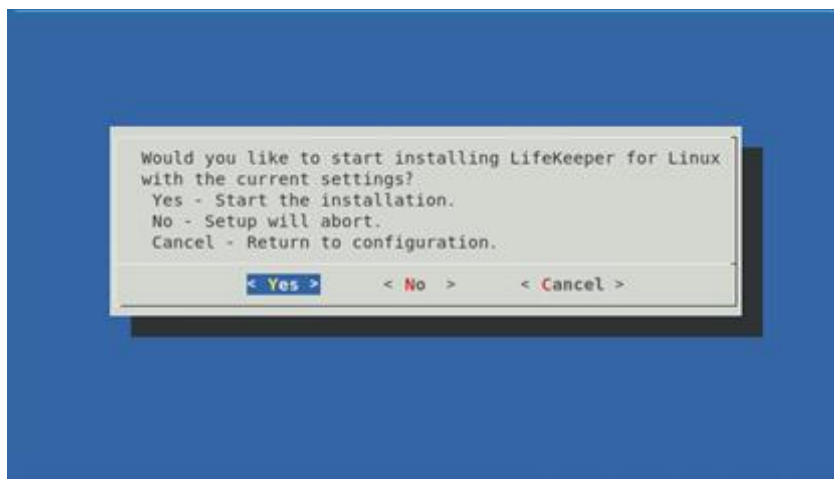 Would you like to start installing LifeKeeper for Linux
with the current settings?
Yes - Start the installation.
No - Setup will abort.
Cancel - Return to configuration.
< Yes > < No > < Cancel >